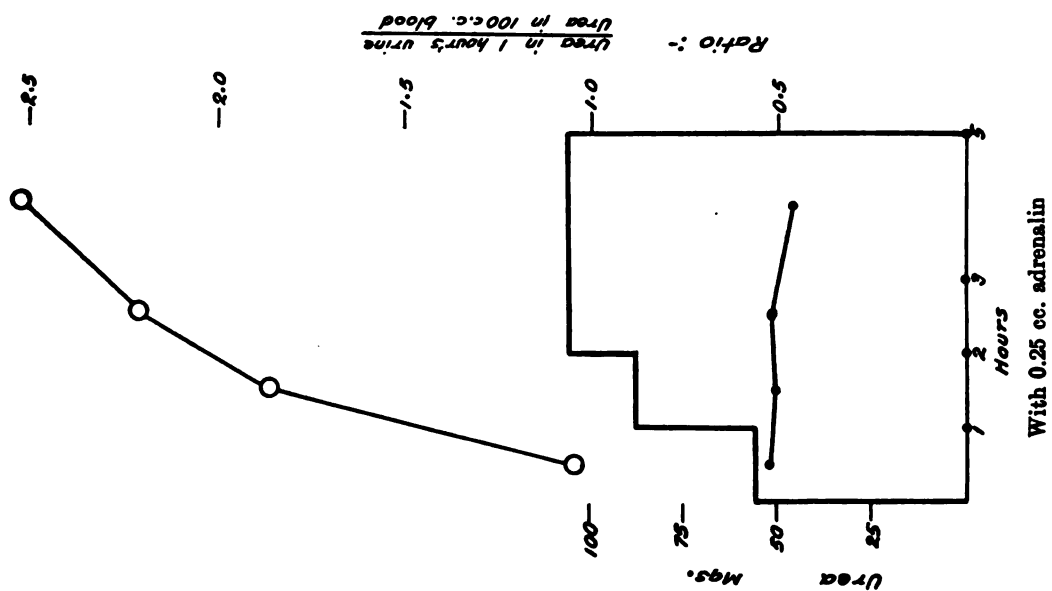 Ratio :-
Urea in 1 hour's urine
Urea in 100 c.c. blood
2.5
2.0
1.5
1.0
0.5
100
75
50
25
Urea
Mgs.
1
2
3
5
Hours
With 0.25 cc. adrenalin